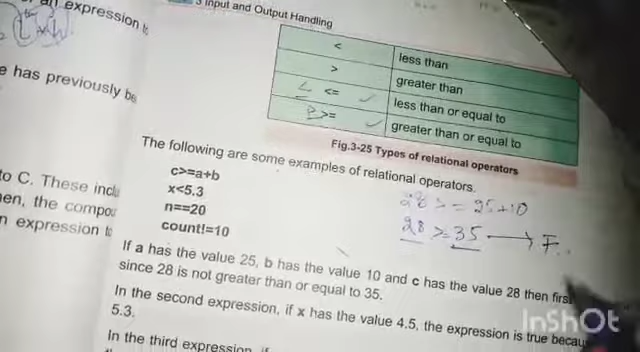 3 Input and Output Handling
an expression
e has previously be
to C. These inclu
en, the compou
n expression
< less than
> greater than
<= less than or equal to
>= greater than or equal to
Fig.3-25 Types of relational operators
The following are some examples of relational operators.
c>=a+b
x<5.3
n==20
count!=10
28 >= 25+10
28 >= 35 → F.
If a has the value 25, b has the value 10 and c has the value 28 then first
since 28 is not greater than or equal to 35.
In the second expression, if x has the value 4.5, the expression is true becau
5.3.
In the third expression, if
InShOt